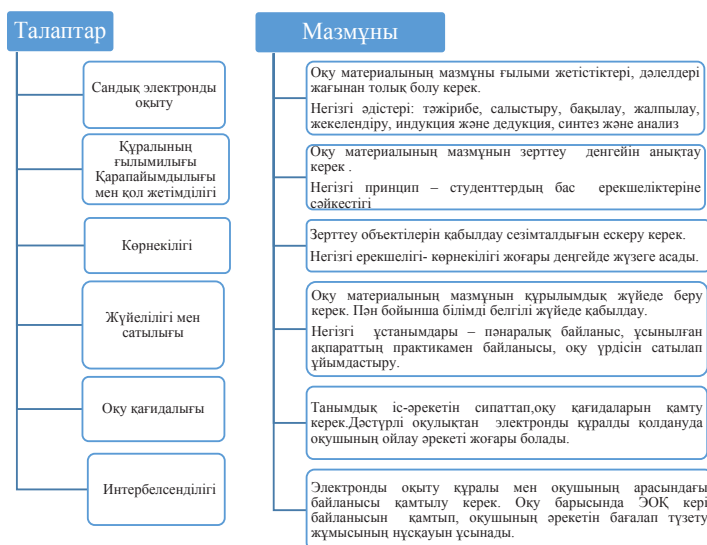 Талаптар
Сандық электронды
оқыту
Құралының
ғылымилығы
Қарапайымдылығы
мен қол жетімділігі
Көрнекілігі
Жүйелілігі мен
сатылығы
Оқу қағидалығы
Интербелсенділігі
Мазмұны
Оқу материалының мазмұны ғылыми жетістіктері, дәлелдері
жағынан толық болу керек.
Негізгі әдістері: тәжірибе, салыстыру, бақылау, жалпылау,
жекелендіру, индукция және дедукция, синтез және анализ
Оқу материалының мазмұнын зерттеу денгейін анықтау
керек .
Негізгі принцип – студенттердың бас ерекшеліктеріне
сәйкестігі
Зерттеу объектілерін қабылдау сезімталдығын ескеру керек.
Негізгі ерекшелігі- көрнекілігі жоғары деңгейде жүзеге асады.
Оқу материалының мазмұнын құрылымдық жүйеде беру
керек. Пән бойынша білімді белгілі жүйеде қабылдау.
Негізгі ұстанымдары – пәнаралық байланыс, ұсынылған
ақпараттың практикамен байланысы, оқу үрдісін сатылап
ұйымдастыру.
Танымдық іс-әрекетін сипаттап,оқу қағидаларын қамту
керек.Дәстүрлі оқулықтан электронды құралды қолдануда
оқушының ойлау әрекеті жоғары болады.
Электронды оқыту құралы мен оқушының арасындағы
байланысы қамтылу керек. Оқу барысында ЭОҚ кері
байланысын қамтып, оқушының әрекетін бағалап түзету
жұмысының нұсқауын ұсынады.